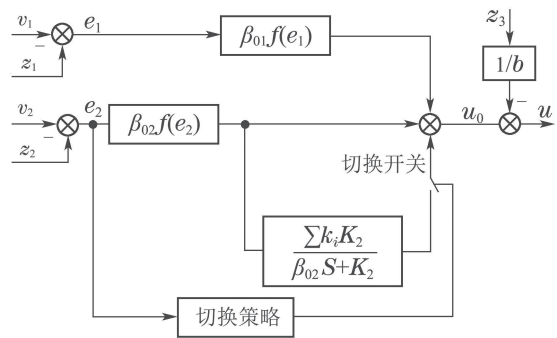 v₁
e₁
z₁
−
β₀₁f(e₁)
z₃
1/b
−
v₂
e₂
z₂
−
β₀₂f(e₂)
u₀
u
切换开关
∑kᵢK₂
β₀₂S+K₂
切换策略